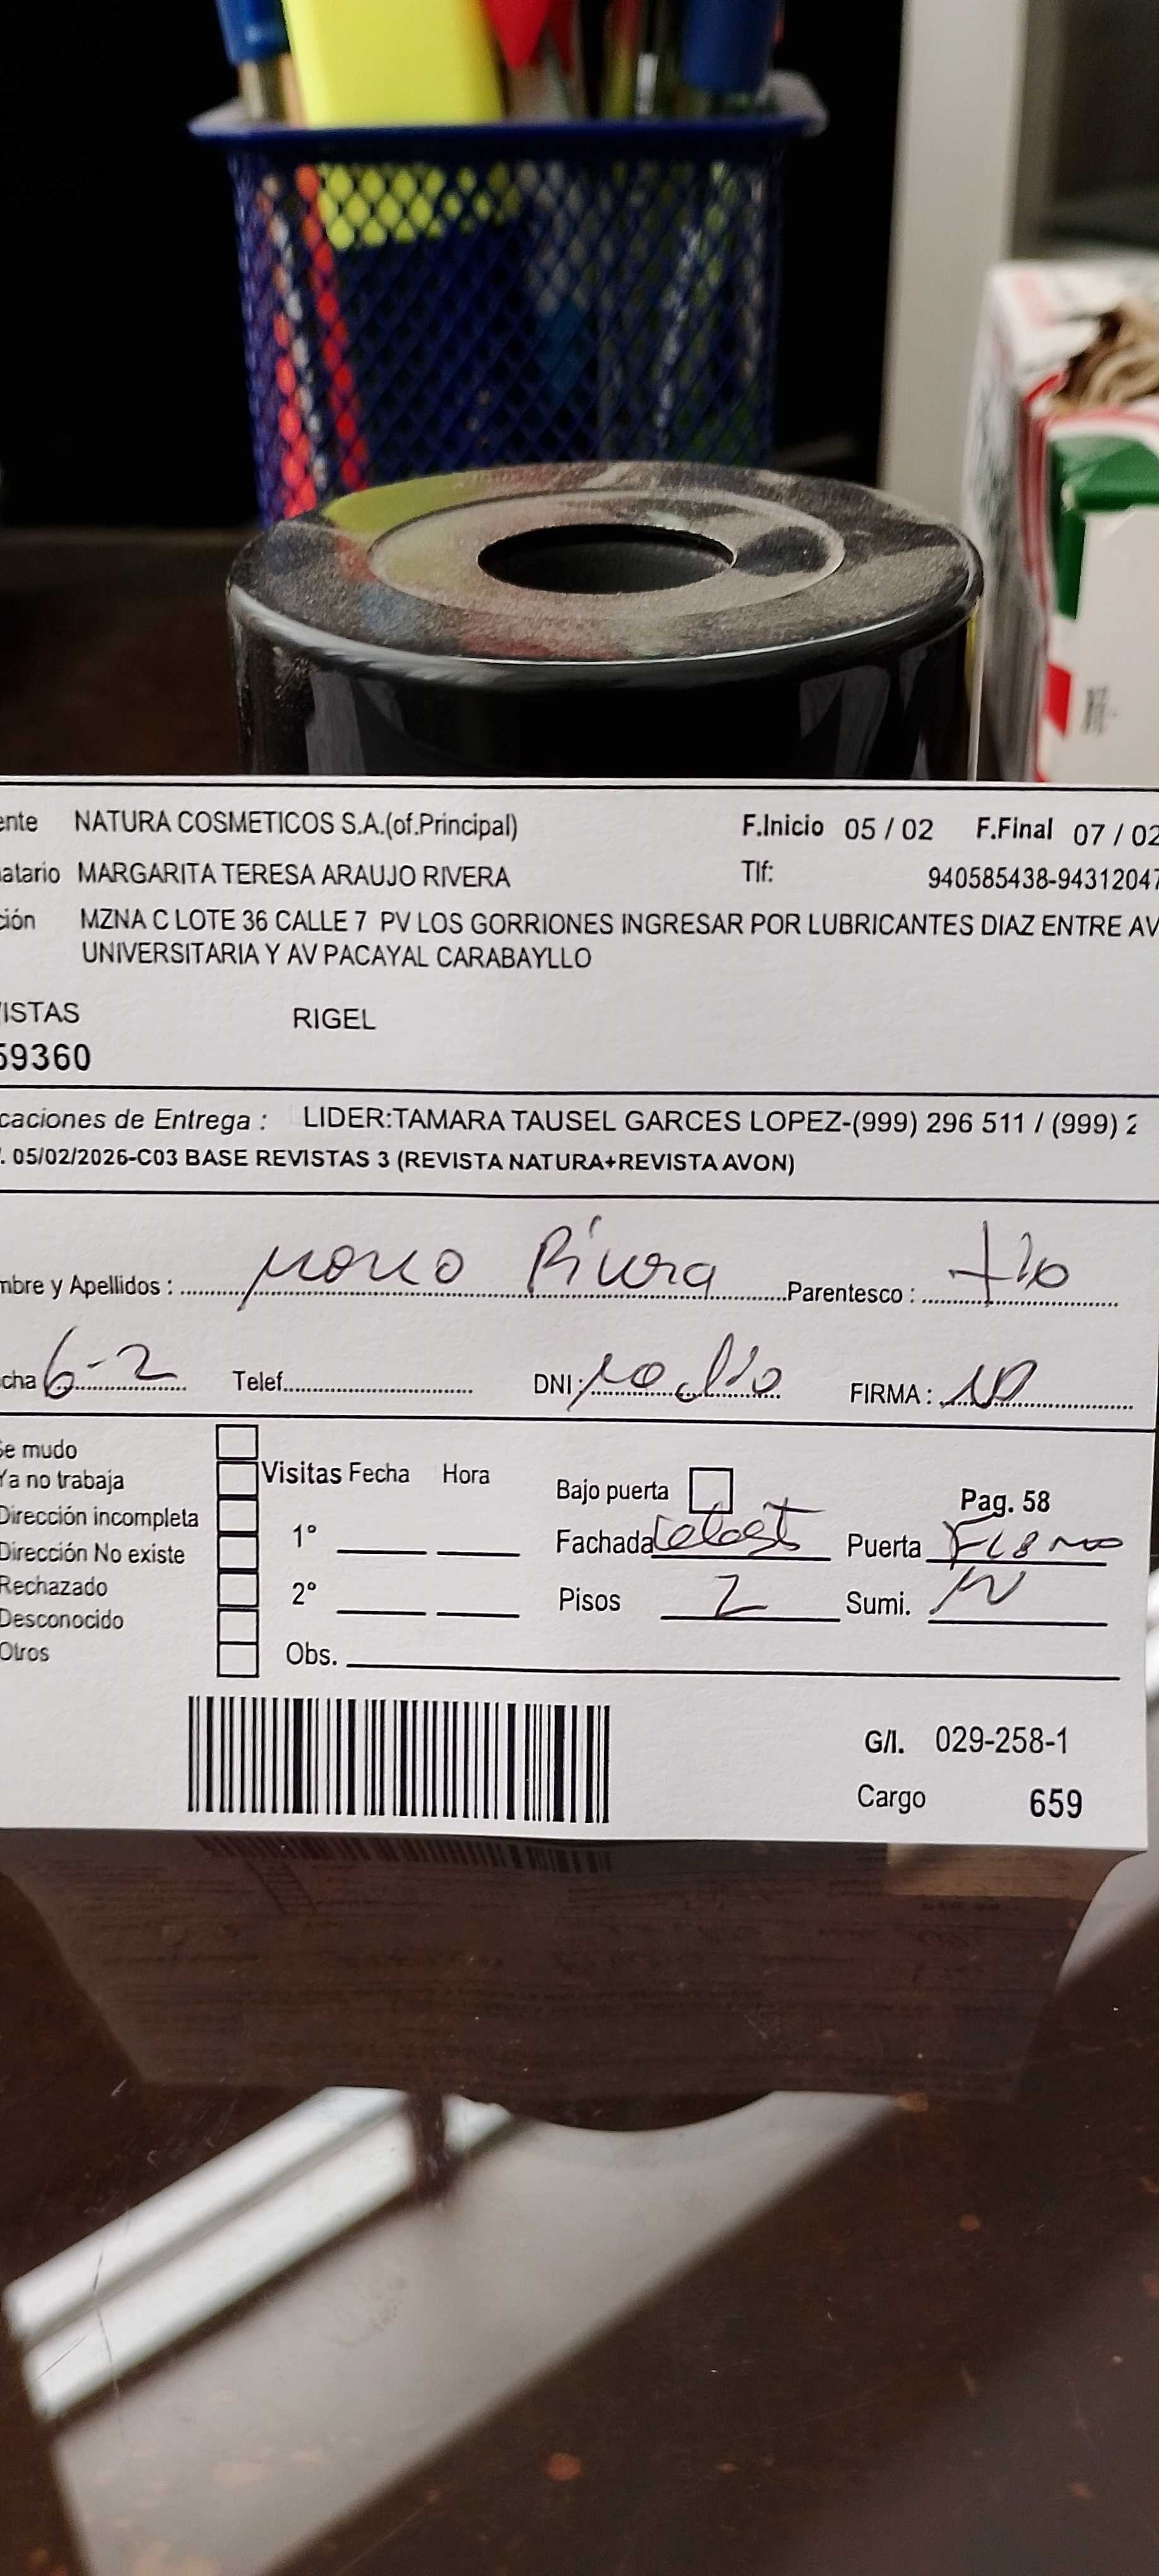 ente NATURA COSMETICOS S.A.(of.Principal) F.Inicio 05 / 02 F.Final 07 / 02
atario MARGARITA TERESA ARAUJO RIVERA Tlf: 940585438-94312047
ción MZNA C LOTE 36 CALLE 7 PV LOS GORRIONES INGRESAR POR LUBRICANTES DIAZ ENTRE AV
UNIVERSITARIA Y AV PACAYAL CARABAYLLO
ISTAS RIGEL
59360
caciones de Entrega : LIDER:TAMARA TAUSEL GARCES LOPEZ-(999) 296 511 / (999) 2
. 05/02/2026-C03 BASE REVISTAS 3 (REVISTA NATURA+REVISTA AVON)
mbre y Apellidos : Rivera Parentesco : tio
cha 6-2 Telef. DNI: no dio FIRMA :
Se mudo
Ya no trabaja
Dirección incompleta
Dirección No existe
Rechazado
Desconocido
Otros
Visitas Fecha Hora
1°
2°
Bajo puerta Pag. 58
Fachada Puerta
Pisos 2 Sumi.
Obs.
G/I. 029-258-1
Cargo 659